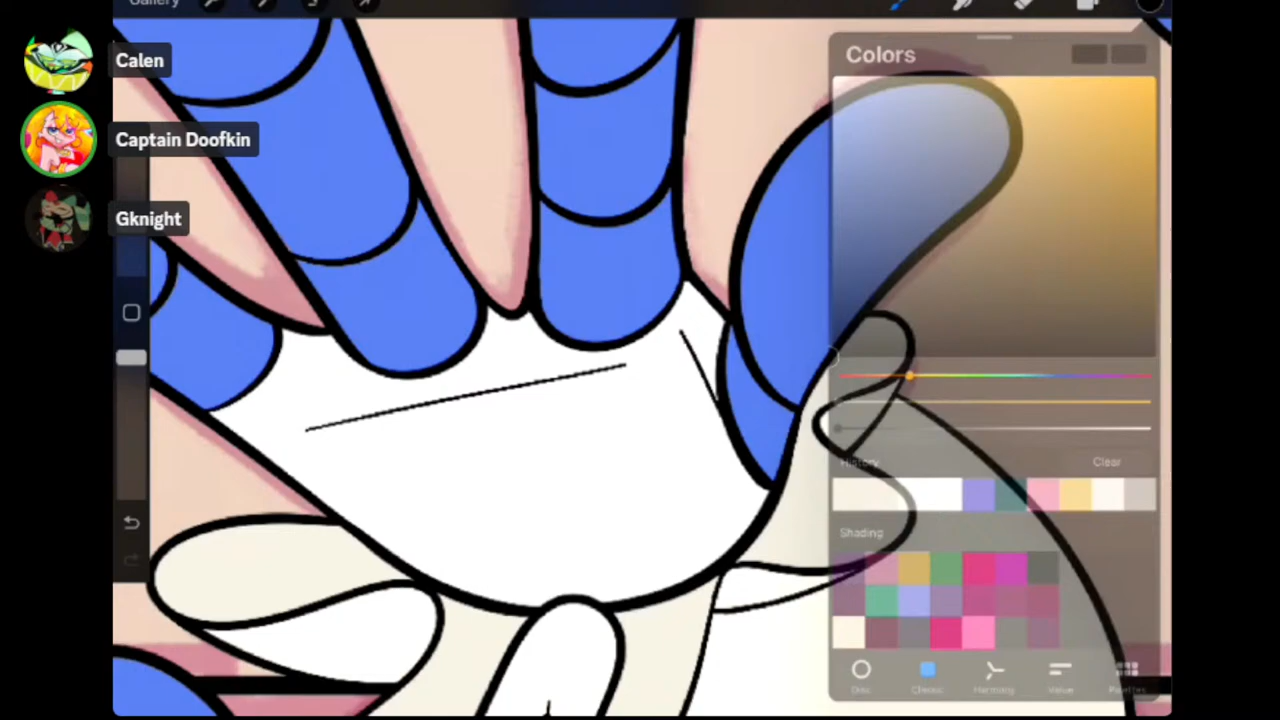 Gallery
Calen
Captain Doofkin
Gknight
Colors
History
Clear
Shading
Disc
Classic
Harmony
Value
Palettes